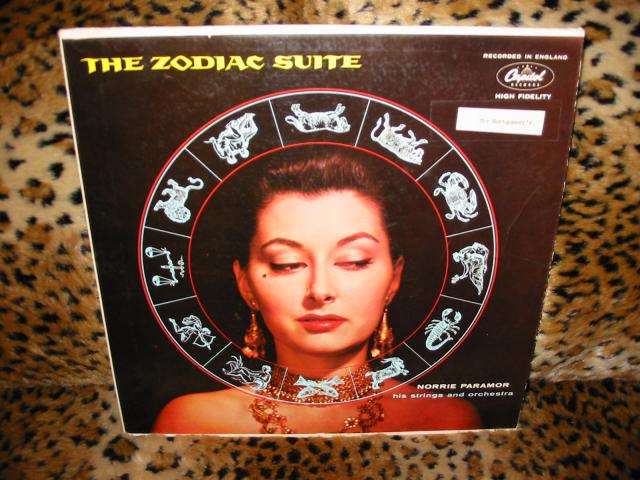 THE ZODIAC SUITE
RECORDED IN ENGLAND
Capitol
RECORDS
HIGH FIDELITY
NORRIE PARAMOR
his strings and orchestra